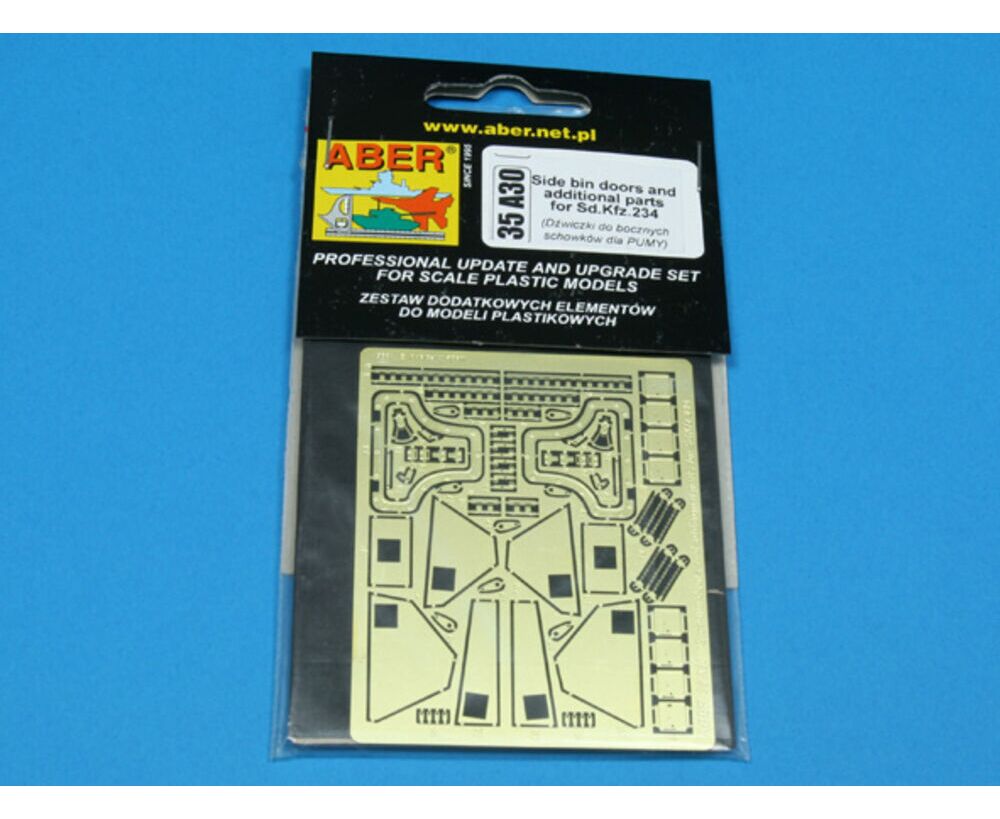 www.aber.net.pl
ABER®
SINCE 1995
35 A30
Side bin doors and
additional parts
for Sd.Kfz.234
(Dźwiczki do bocznych
schowków dla PUMY)
PROFESSIONAL UPDATE AND UPGRADE SET
FOR SCALE PLASTIC MODELS
ZESTAW DODATKOWYCH ELEMENTÓW
DO MODELI PLASTIKOWYCH